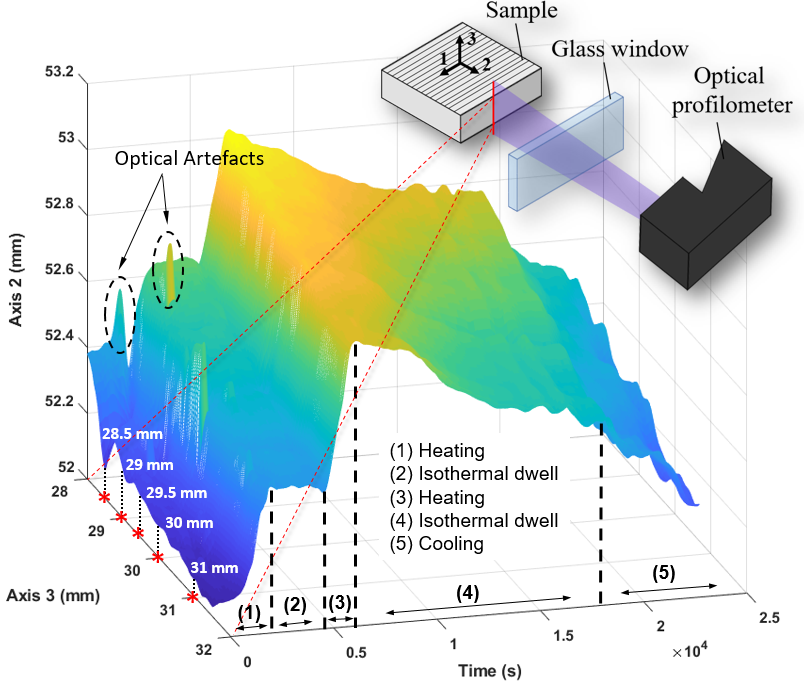 Sample
3
1
2
Glass window
Optical
profilometer
53.2
53
52.8
52.6
52.4
52.2
52
Axis 2 (mm)
Optical Artefacts
28.5 mm
29 mm
29.5 mm
30 mm
31 mm
28
29
30
31
32
Axis 3 (mm)
(1) Heating
(2) Isothermal dwell
(3) Heating
(4) Isothermal dwell
(5) Cooling
(1)
(2)
(3)
(4)
(5)
0
0.5
1
1.5
2
2.5
×10⁴
Time (s)